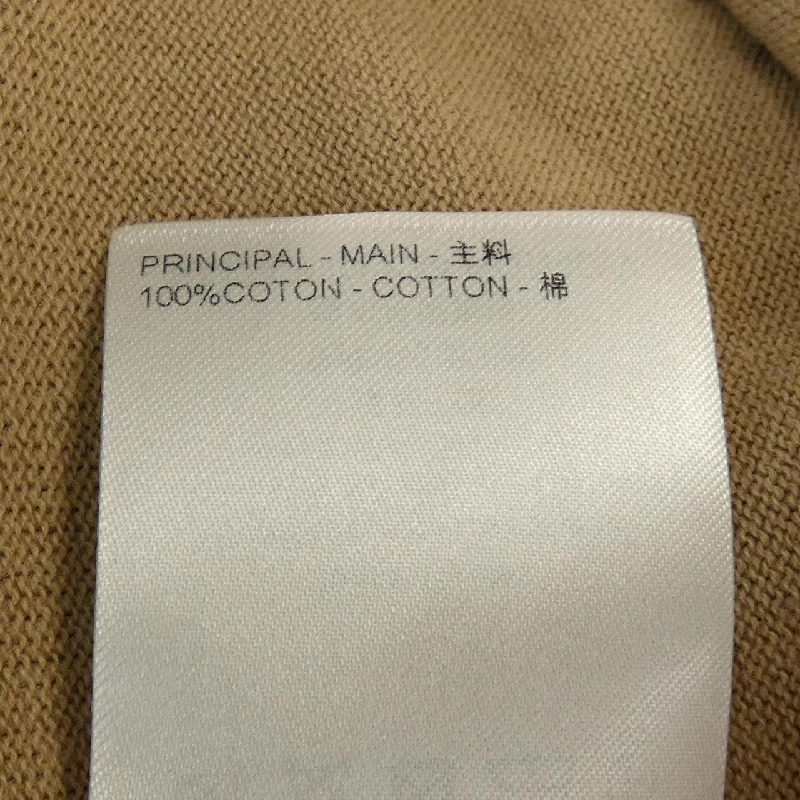 PRINCIPAL - MAIN - 主料
100%COTON - COTTON - 棉